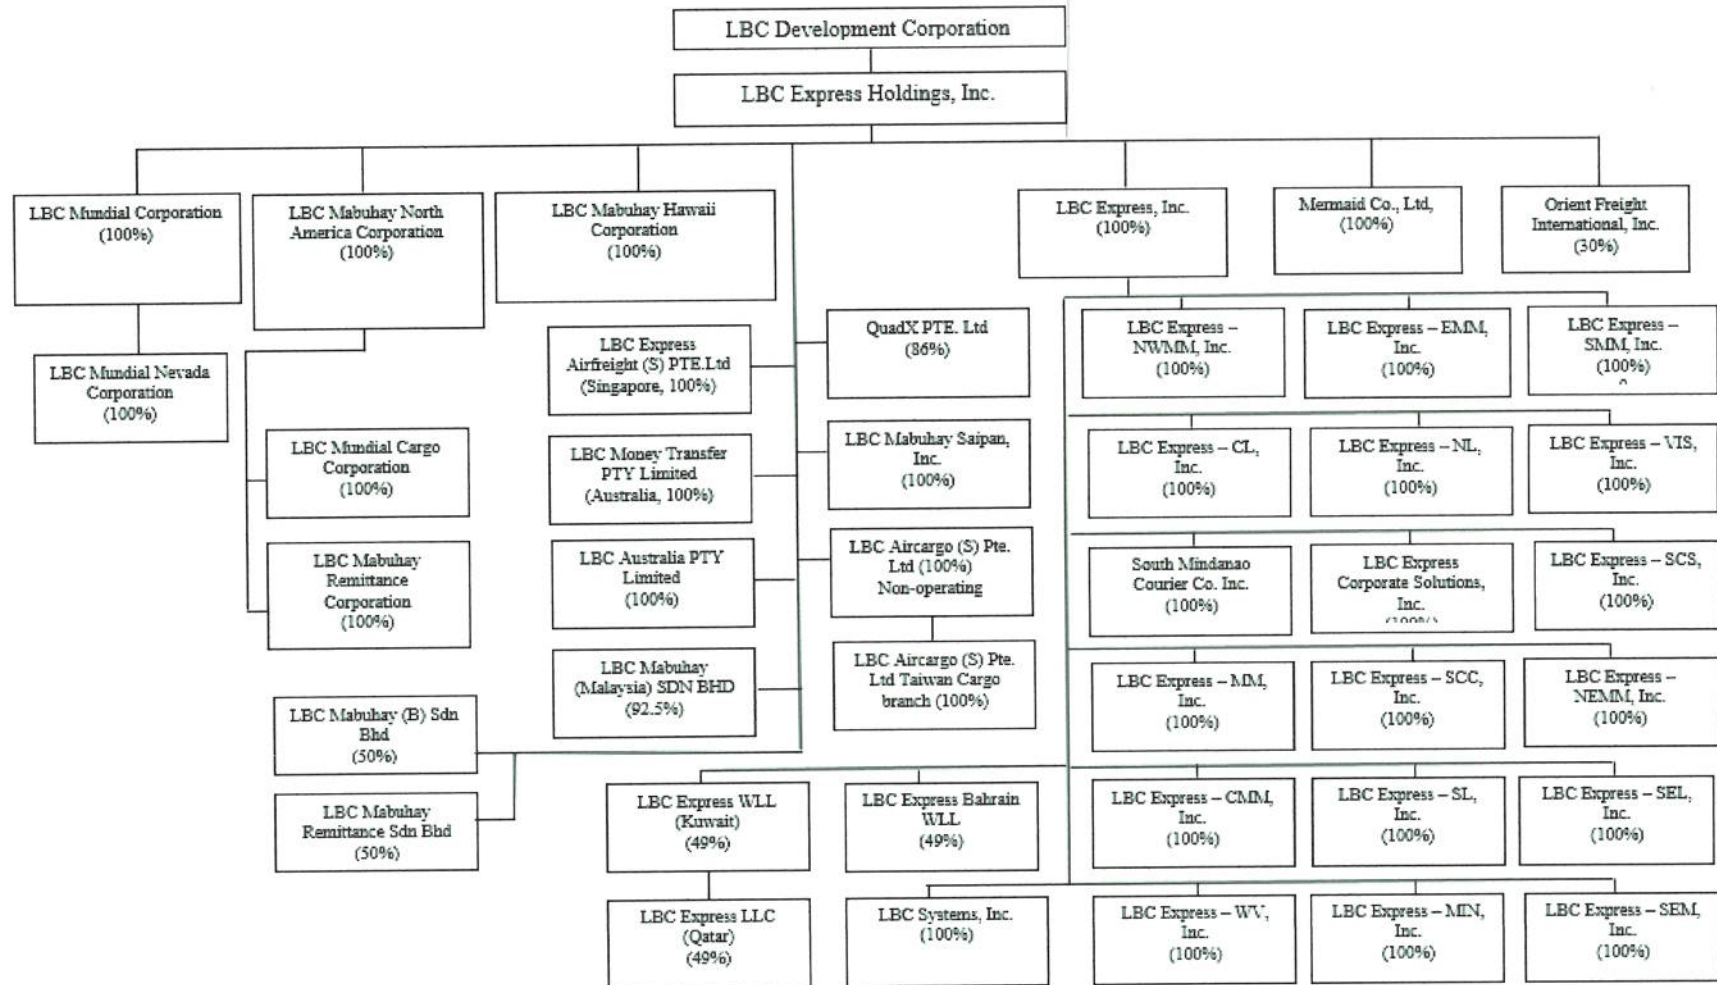 LBC Development Corporation
LBC Express Holdings, Inc.
LBC Mundial Corporation
(100%)
LBC Mabuhay North
America Corporation
(100%)
LBC Mabuhay Hawaii
Corporation
(100%)
LBC Express, Inc.
(100%)
Mermaid Co., Ltd,
(100%)
Orient Freight
International, Inc.
(30%)
LBC Mundial Nevada
Corporation
(100%)
LBC Express
Airfreight (S) PTE.Ltd
(Singapore, 100%)
QuadX PTE. Ltd
(86%)
LBC Express –
NWMM, Inc.
(100%)
LBC Express – EMM,
Inc.
(100%)
LBC Express –
SMM, Inc.
(100%)
LBC Mundial Cargo
Corporation
(100%)
LBC Money Transfer
PTY Limited
(Australia, 100%)
LBC Mabuhay Saipan,
Inc.
(100%)
LBC Express – CL,
Inc.
(100%)
LBC Express – NL,
Inc.
(100%)
LBC Express – VIS,
Inc.
(100%)
LBC Mabuhay
Remittance
Corporation
(100%)
LBC Australia PTY
Limited
(100%)
LBC Aircargo (S) Pte.
Ltd (100%)
Non-operating
South Mindanao
Courier Co. Inc.
(100%)
LBC Express
Corporate Solutions,
Inc.
(100%)
LBC Express – SCS,
Inc.
(100%)
LBC Mabuhay
(Malaysia) SDN BHD
(92.5%)
LBC Aircargo (S) Pte.
Ltd Taiwan Cargo
branch (100%)
LBC Express – MM,
Inc.
(100%)
LBC Express – SCC,
Inc.
(100%)
LBC Express –
NEMM, Inc.
(100%)
LBC Mabuhay (B) Sdn
Bhd
(50%)
LBC Mabuhay
Remittance Sdn Bhd
(50%)
LBC Express WLL
(Kuwait)
(49%)
LBC Express Bahrain
WLL
(49%)
LBC Express – CMM,
Inc.
(100%)
LBC Express – SL,
Inc.
(100%)
LBC Express – SEL,
Inc.
(100%)
LBC Express LLC
(Qatar)
(49%)
LBC Systems, Inc.
(100%)
LBC Express – WV,
Inc.
(100%)
LBC Express – MIN,
Inc.
(100%)
LBC Express – SEM,
Inc.
(100%)